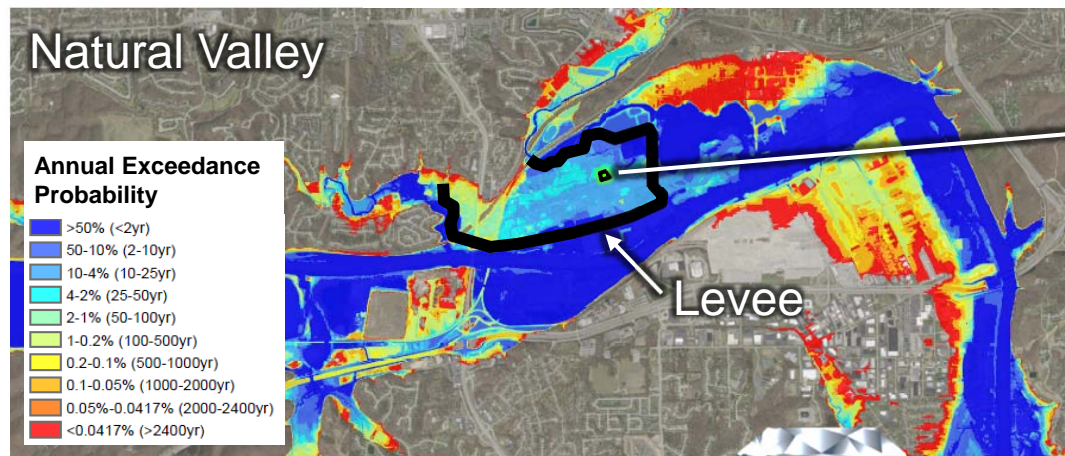 Natural Valley
Annual Exceedance
Probability
>50% (<2yr)
50-10% (2-10yr)
10-4% (10-25yr)
4-2% (25-50yr)
2-1% (50-100yr)
1-0.2% (100-500yr)
0.2-0.1% (500-1000yr)
0.1-0.05% (1000-2000yr)
0.05%-0.0417% (2000-2400yr)
<0.0417% (>2400yr)
Levee